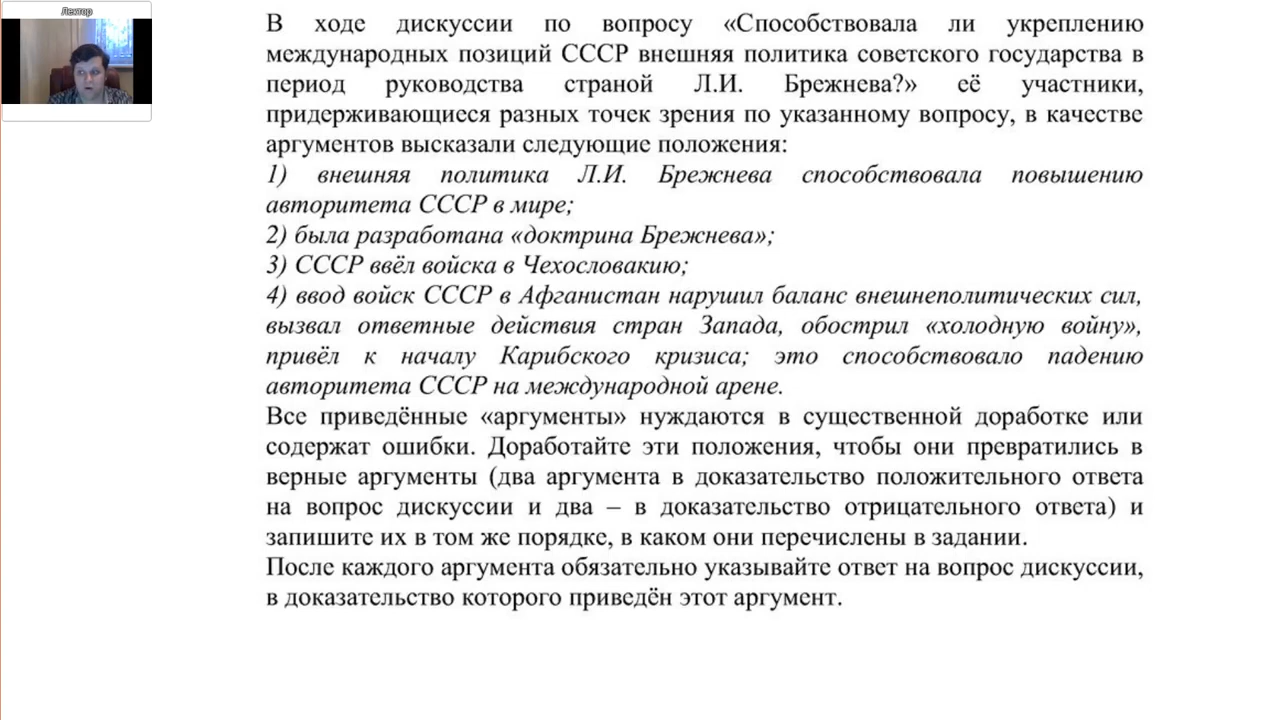 Лектор
В ходе дискуссии по вопросу «Способствовала ли укреплению
международных позиций СССР внешняя политика советского государства в
период руководства страной Л.И. Брежнева?» её участники,
придерживающиеся разных точек зрения по указанному вопросу, в качестве
аргументов высказали следующие положения:
1) внешняя политика Л.И. Брежнева способствовала повышению
авторитета СССР в мире;
2) была разработана «доктрина Брежнева»;
3) СССР ввёл войска в Чехословакию;
4) ввод войск СССР в Афганистан нарушил баланс внешнеполитических сил,
вызвал ответные действия стран Запада, обострил «холодную войну»,
привёл к началу Карибского кризиса; это способствовало падению
авторитета СССР на международной арене.
Все приведённые «аргументы» нуждаются в существенной доработке или
содержат ошибки. Доработайте эти положения, чтобы они превратились в
верные аргументы (два аргумента в доказательство положительного ответа
на вопрос дискуссии и два – в доказательство отрицательного ответа) и
запишите их в том же порядке, в каком они перечислены в задании.
После каждого аргумента обязательно указывайте ответ на вопрос дискуссии,
в доказательство которого приведён этот аргумент.